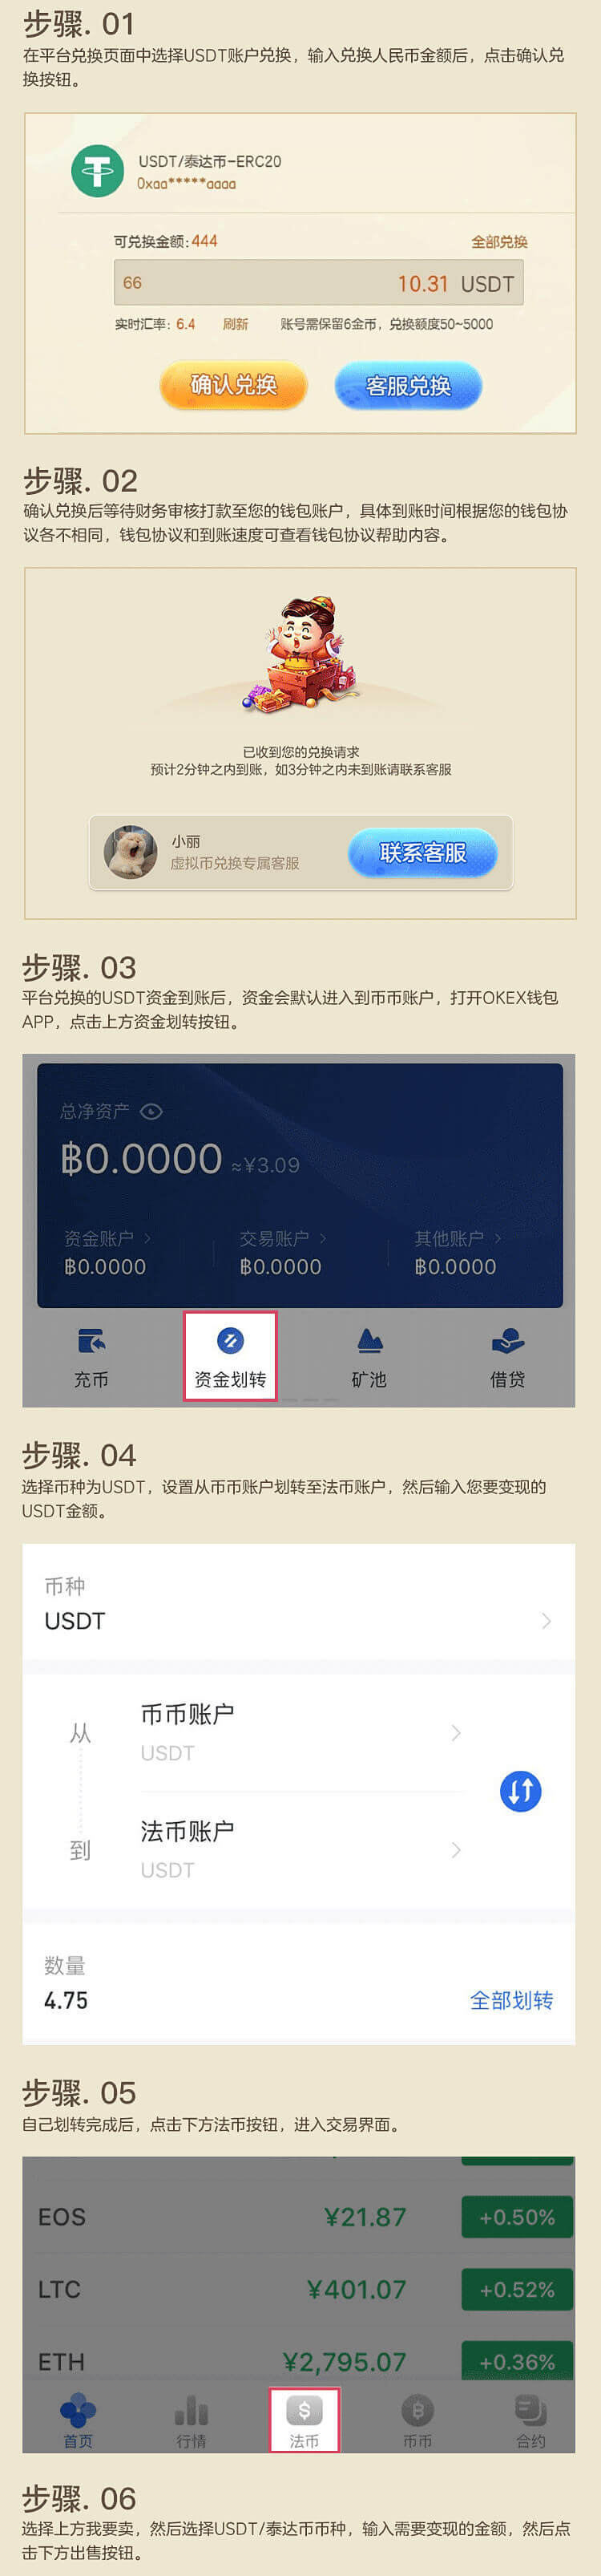 步骤. 01
在平台兑换页面中选择USDT账户兑换，输入兑换人民币金额后，点击确认兑
换按钮。
USDT/泰达币-ERC20
0xaa*****aaaa
可兑换金额:444 全部兑换
66 10.31 USDT
实时汇率: 6.4 刷新 账号需保留6金币，兑换额度50~5000
确认兑换 客服兑换
步骤. 02
确认兑换后等待财务审核打款至您的钱包账户，具体到账时间根据您的钱包协
议各不相同，钱包协议和到账速度可查看钱包协议帮助内容。
已收到您的兑换请求
预计2分钟之内到账，如3分钟之内未到账请联系客服
小丽
虚拟币兑换专属客服
联系客服
步骤. 03
平台兑换的USDT资金到账后，资金会默认进入到币币账户，打开OKEX钱包
APP，点击上方资金划转按钮。
总净资产
฿0.0000 ≈¥3.09
资金账户 交易账户 其他账户
฿0.0000 ฿0.0000 ฿0.0000
充币 资金划转 矿池 借贷
步骤. 04
选择币种为USDT，设置从币币账户划转至法币账户，然后输入您要变现的
USDT金额。
币种
USDT
从 币币账户
USDT
到 法币账户
USDT
数量
4.75 全部划转
步骤. 05
自己划转完成后，点击下方法币按钮，进入交易界面。
EOS ¥21.87 +0.50%
LTC ¥401.07 +0.52%
ETH ¥2,795.07 +0.36%
首页 行情 法币 币币 合约
步骤. 06
选择上方我要卖，然后选择USDT/泰达币币种，输入需要变现的金额，然后点
击下方出售按钮。